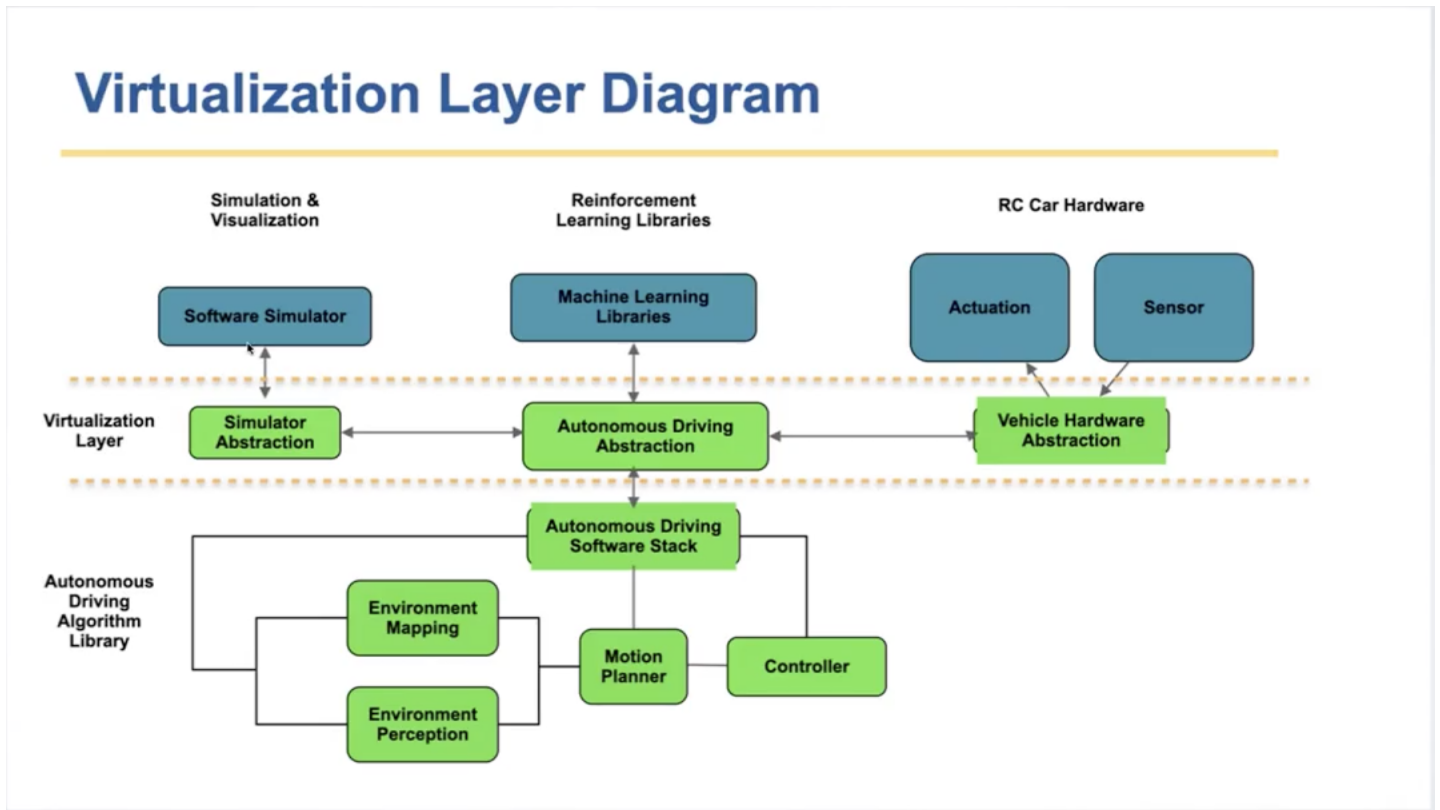 Virtualization Layer Diagram
Simulation &
Visualization
Reinforcement
Learning Libraries
RC Car Hardware
Software Simulator
Machine Learning
Libraries
Actuation
Sensor
Virtualization
Layer
Simulator
Abstraction
Autonomous Driving
Abstraction
Vehicle Hardware
Abstraction
Autonomous Driving
Software Stack
Autonomous
Driving
Algorithm
Library
Environment
Mapping
Motion
Planner
Controller
Environment
Perception